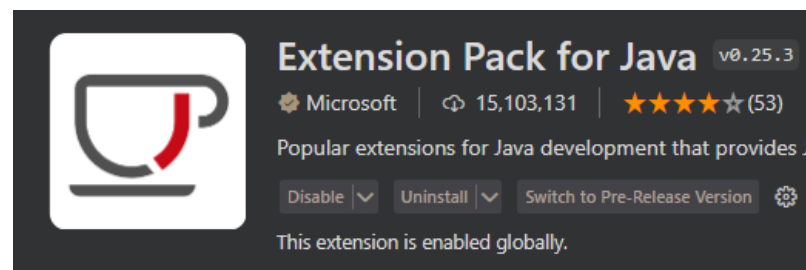 Extension Pack for Java v0.25.3
Microsoft 15,103,131 (53)
Popular extensions for Java development that provides
Disable Uninstall Switch to Pre-Release Version
This extension is enabled globally.